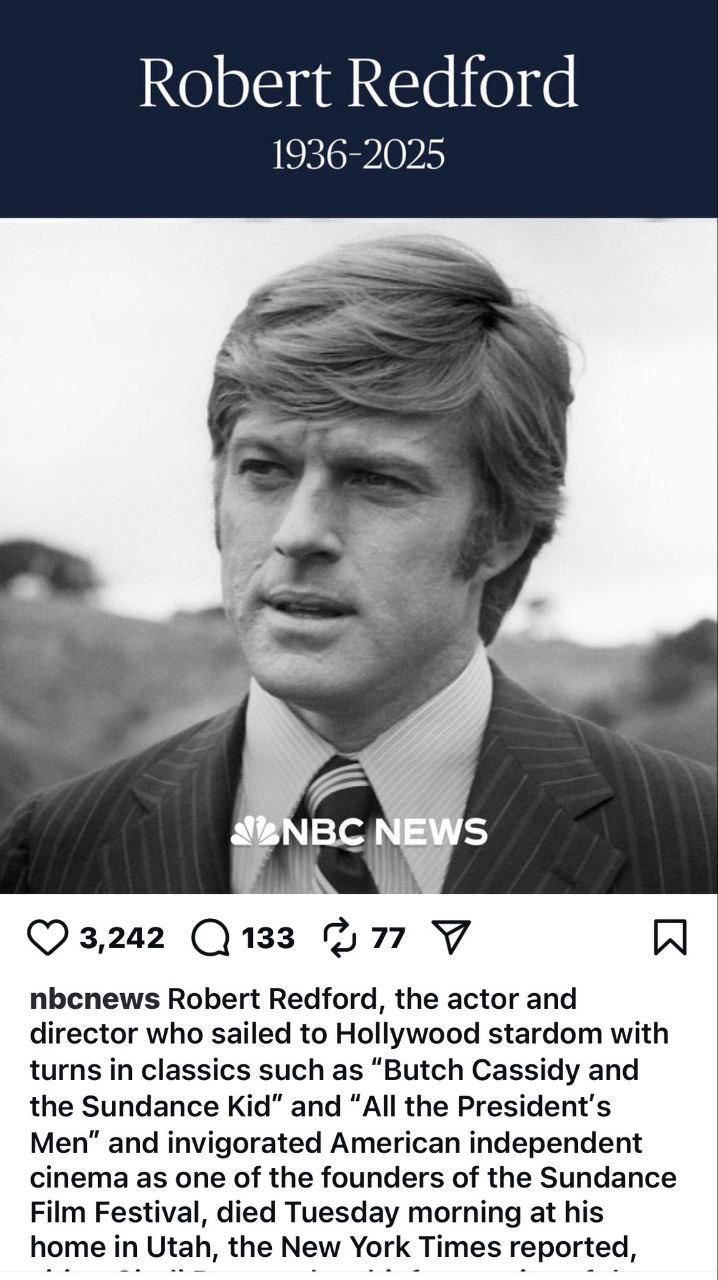 Robert Redford
1936-2025
NBC NEWS
3,242 133 77
nbcnews Robert Redford, the actor and
director who sailed to Hollywood stardom with
turns in classics such as “Butch Cassidy and
the Sundance Kid” and “All the President’s
Men” and invigorated American independent
cinema as one of the founders of the Sundance
Film Festival, died Tuesday morning at his
home in Utah, the New York Times reported,